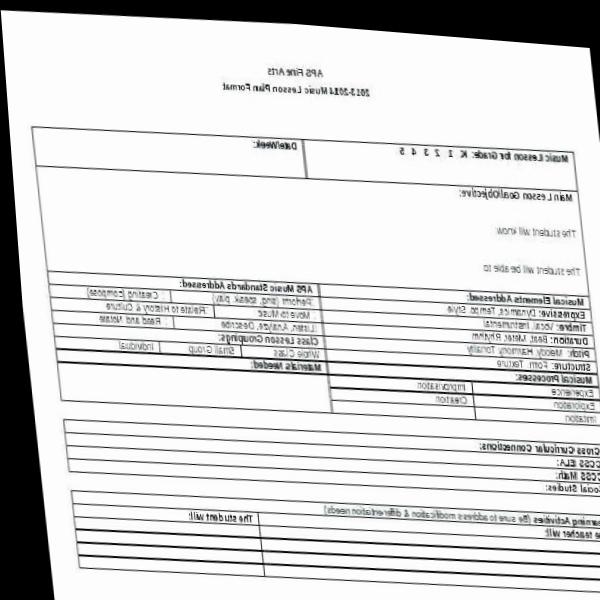 APS Fine Arts
2013-2014 Music Lesson Plan Format
Music Lesson for Grade: K 1 2 3 4 5 Date/Week:
Main Lesson Goal/Objective:
The student will know
The student will be able to
Musical Elements Addressed: APS Music Standards Addressed:
Expressive: Dynamics, Tempo, Style Perform (sing, speak, play) Creating (compose)
Timbre: Vocal, Instrumental Move to Music Relate to History & Culture
Duration: Beat, Meter, Rhythm Listen, Analyze, Describe Read and Notate
Pitch: Melody, Harmony, Tonality Class Lesson Groupings:
Structure: Form, Texture Whole Class Small Group Individual
Musical Processes: Materials Needed:
Experience Improvisation
Exploration Creation
Imitation
Cross Curricular Connections:
CCSS ELA:
CCSS Math:
Social Studies:
arning Activities (Be sure to address modification & differentiation needs)
e teacher will: The student will: